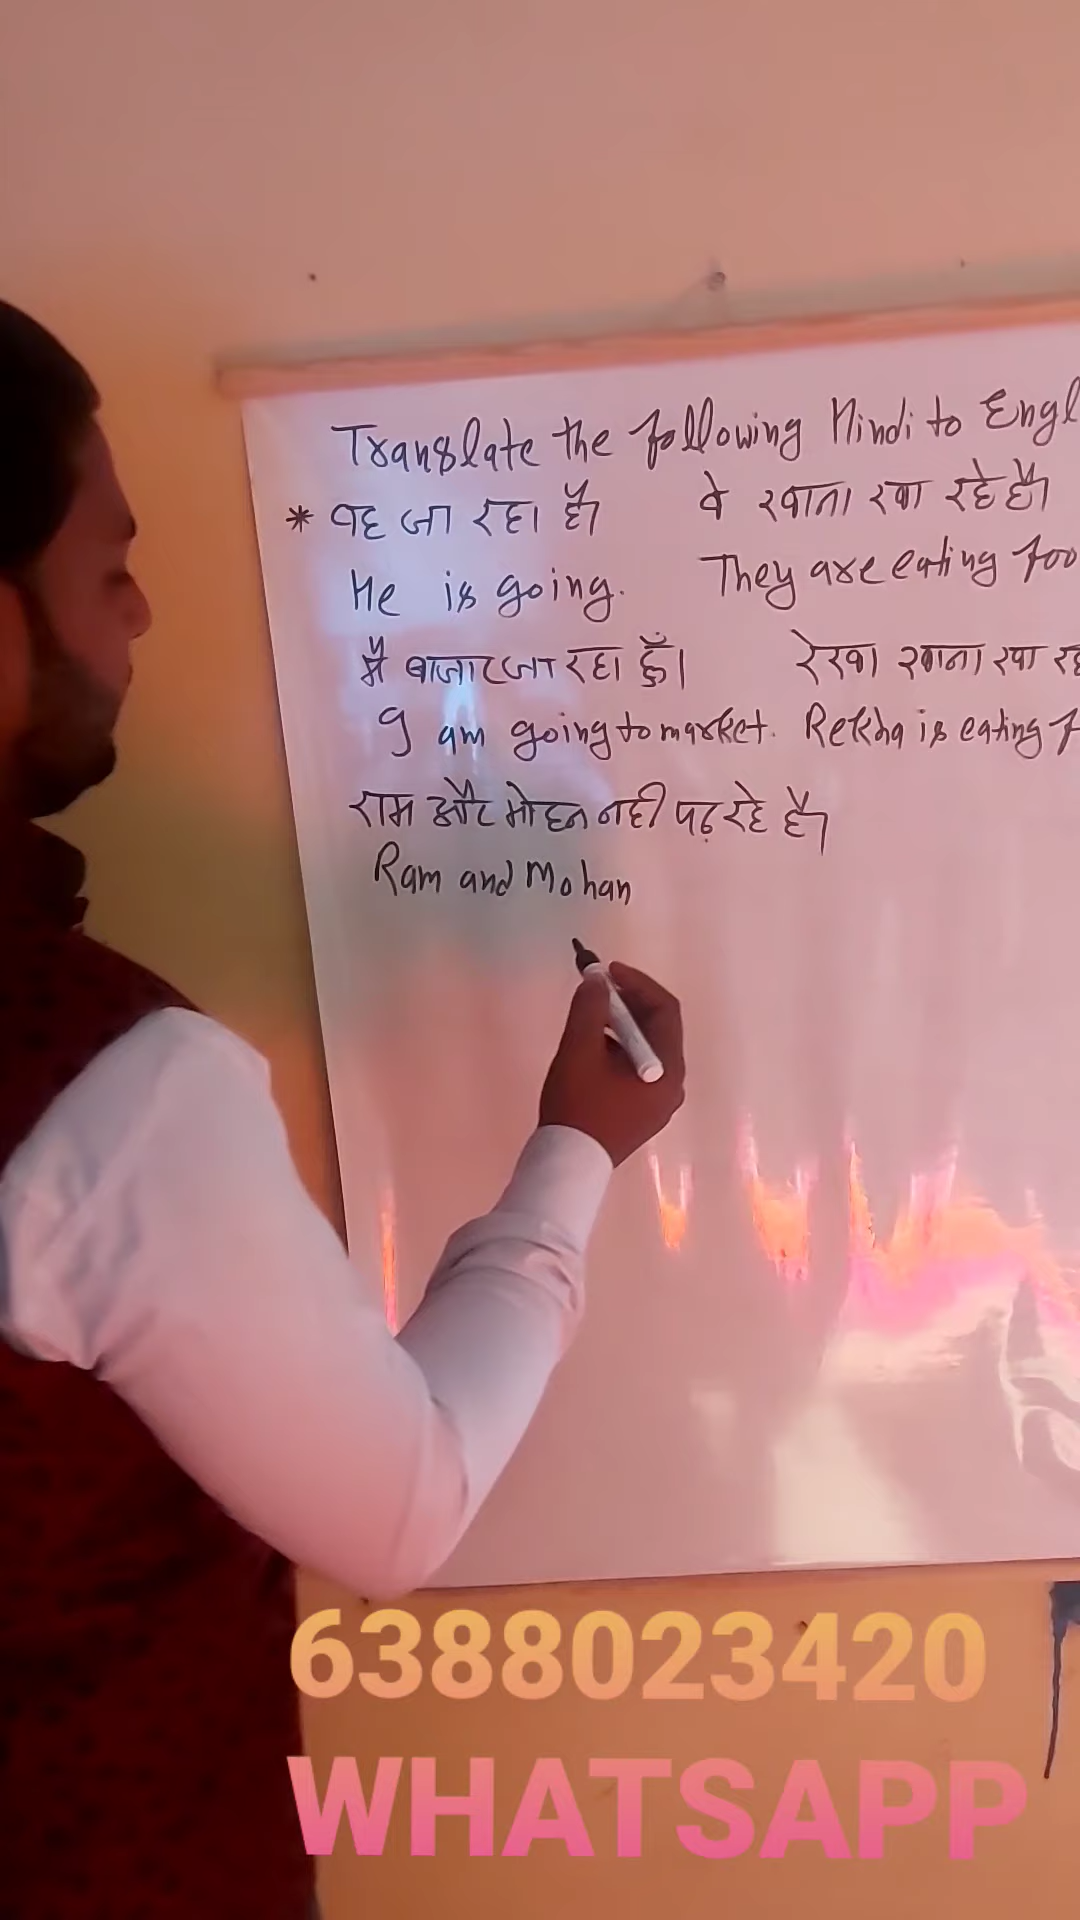 Translate the following Hindi to Engl
* वह जा रहा है। वे खाना खा रहे हैं।
He is going. They are eating foo
मैं बाजार जा रहा हूँ। रेखा खाना खा रह
I am going to market. Rekha is eating f
राम और मोहन नही पढ़ रहे है।
Ram and Mohan
6388023420
WHATSAPP